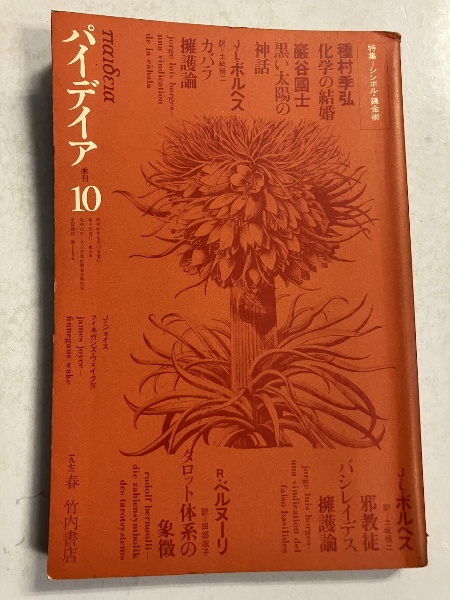 特集=シンボル・錬金術
種村季弘
化学の結婚
巖谷國士
黒い太陽の
神話
J・L・ボルヘス
訳=土岐恒二
カバラ
擁護論
jorge luis borges—
una vindication
de la cábala
παιδεια
パイデイア
季刊
10
J・ジョイス
フィネガンズ・ウェイク IV
james joyce—
finnegans wake
一九七一
春
竹内書店
J・L・ボルヘス
訳=土岐恒二
邪教徒
バシレイデス
擁護論
jorge luis borges—
una vindication del
falso basilides
R・ベルヌーリ
訳=田部淑子
タロット体系の
象徴
rudolf bernoulli—
die zahlensymbolik
des tarotsystems